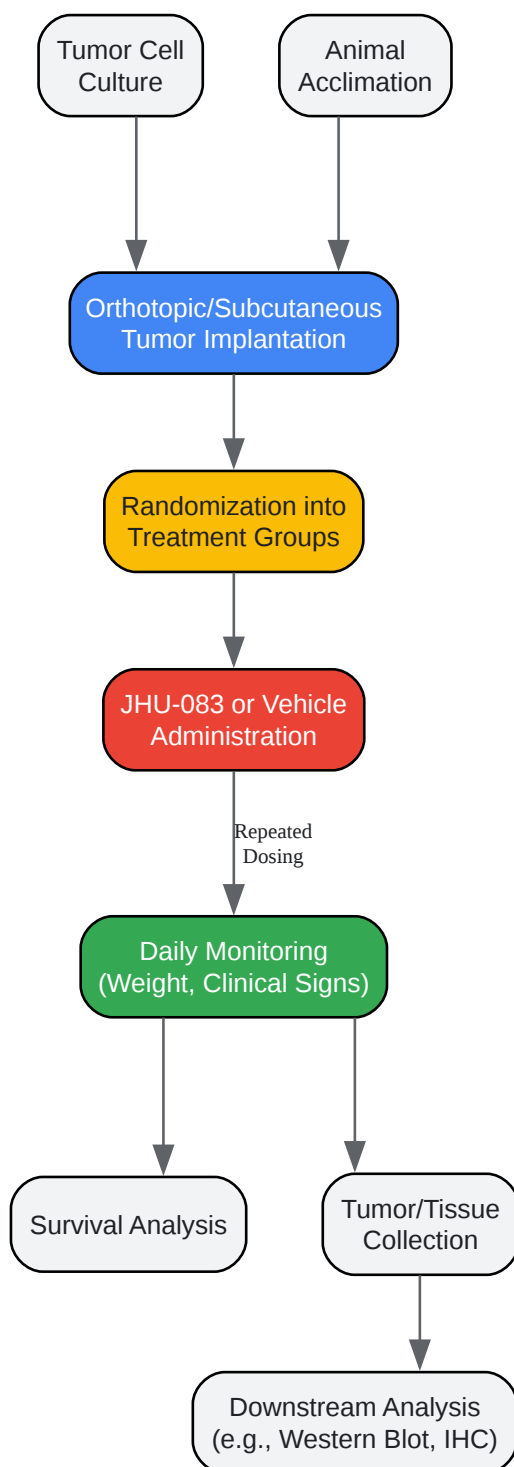 Tumor Cell
Culture
Animal
Acclimation
Orthotopic/Subcutaneous
Tumor Implantation
Randomization into
Treatment Groups
JHU-083 or Vehicle
Administration
Repeated
Dosing
Daily Monitoring
(Weight, Clinical Signs)
Survival Analysis
Tumor/Tissue
Collection
Downstream Analysis
(e.g., Western Blot, IHC)